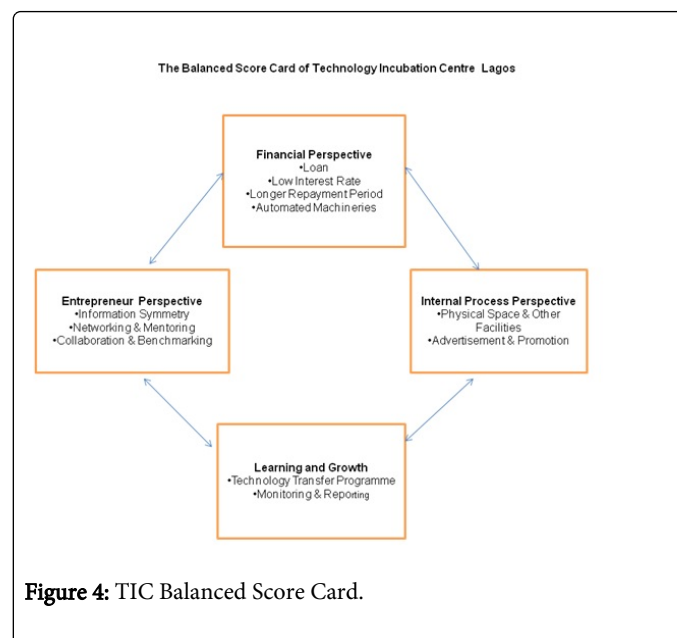 The Balanced Score Card of Technology Incubation Centre Lagos
Financial Perspective
•Loan
•Low Interest Rate
•Longer Repayment Period
•Automated Machineries
Entrepreneur Perspective
•Information Symmetry
•Networking & Mentoring
•Collaboration & Benchmarking
Internal Process Perspective
•Physical Space & Other
Facilities
•Advertisement & Promotion
Learning and Growth
•Technology Transfer Programme
•Monitoring & Reporting
Figure 4: TIC Balanced Score Card.